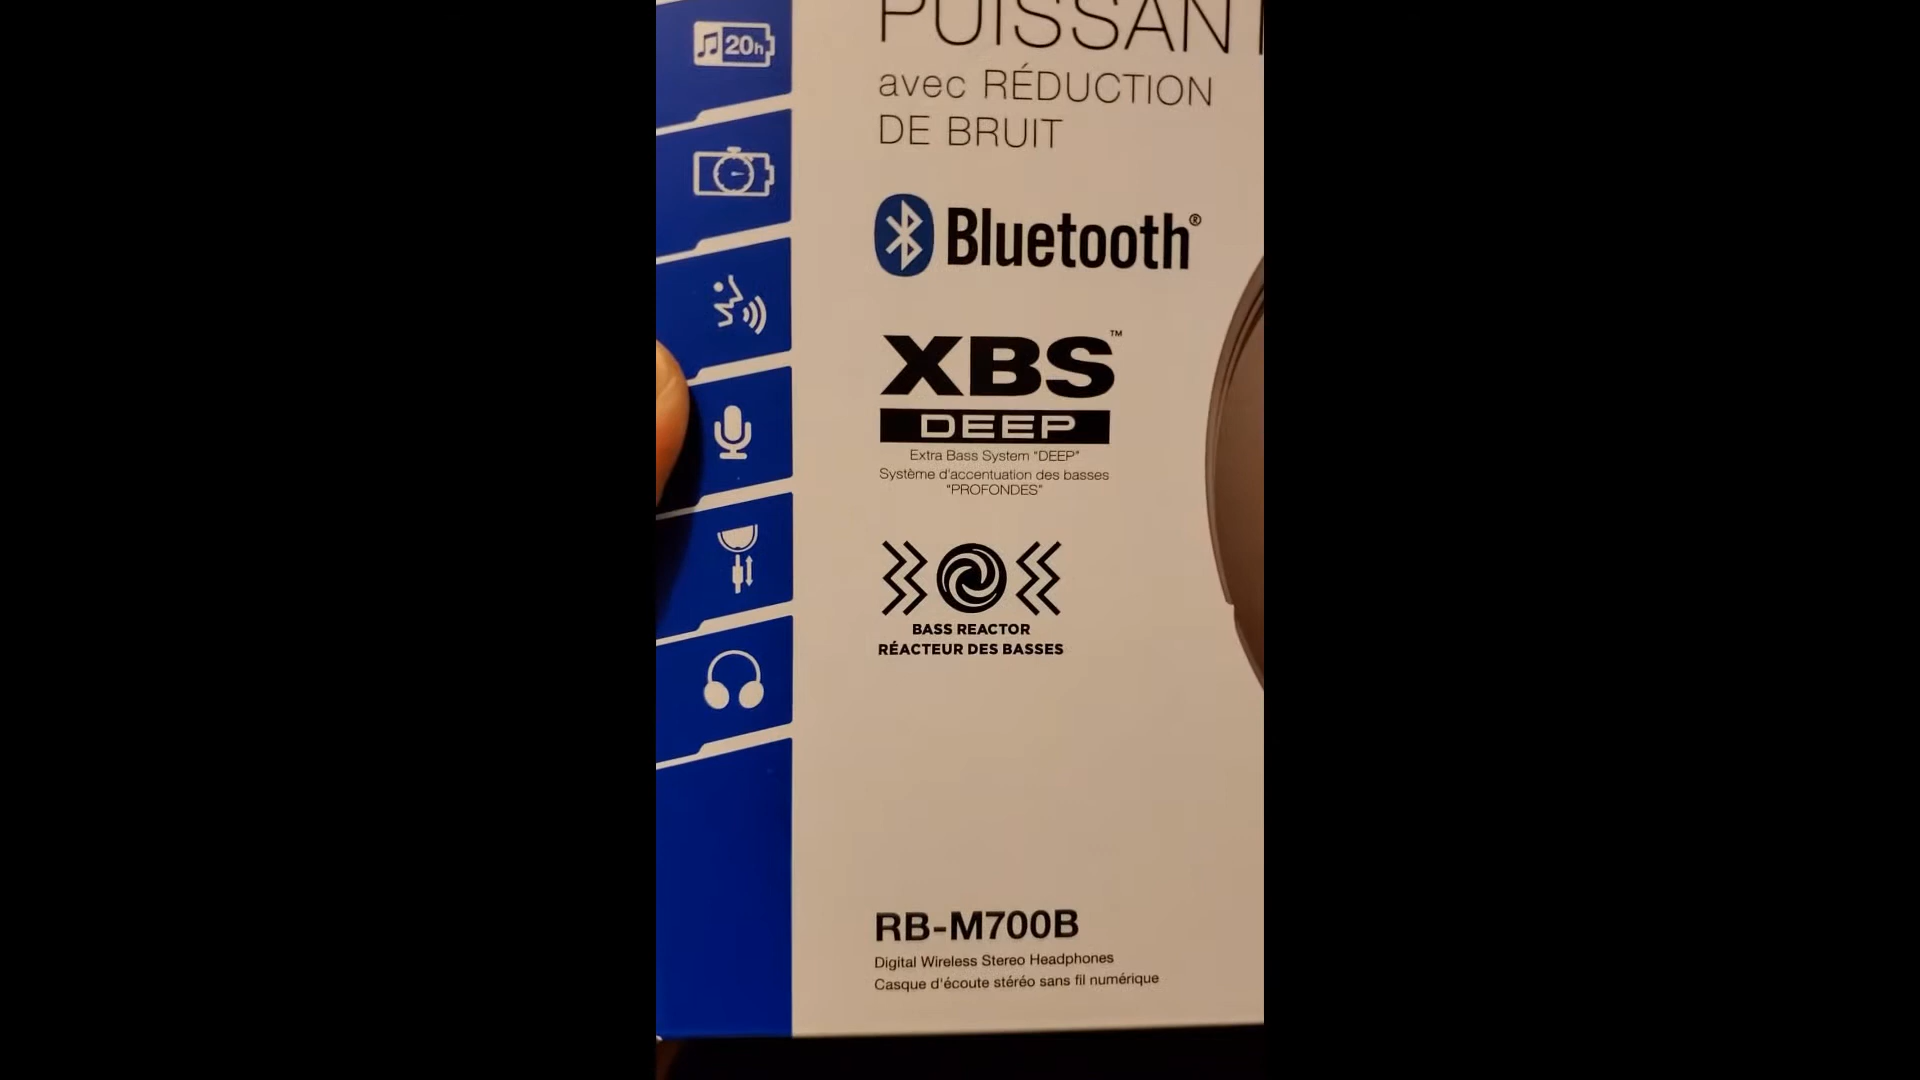 20h
PUISSANT
avec RÉDUCTION
DE BRUIT
Bluetooth®
XBS™
DEEP
Extra Bass System "DEEP"
Système d'accentuation des basses
"PROFONDES"
BASS REACTOR
RÉACTEUR DES BASSES
RB-M700B
Digital Wireless Stereo Headphones
Casque d'écoute stéréo sans fil numérique